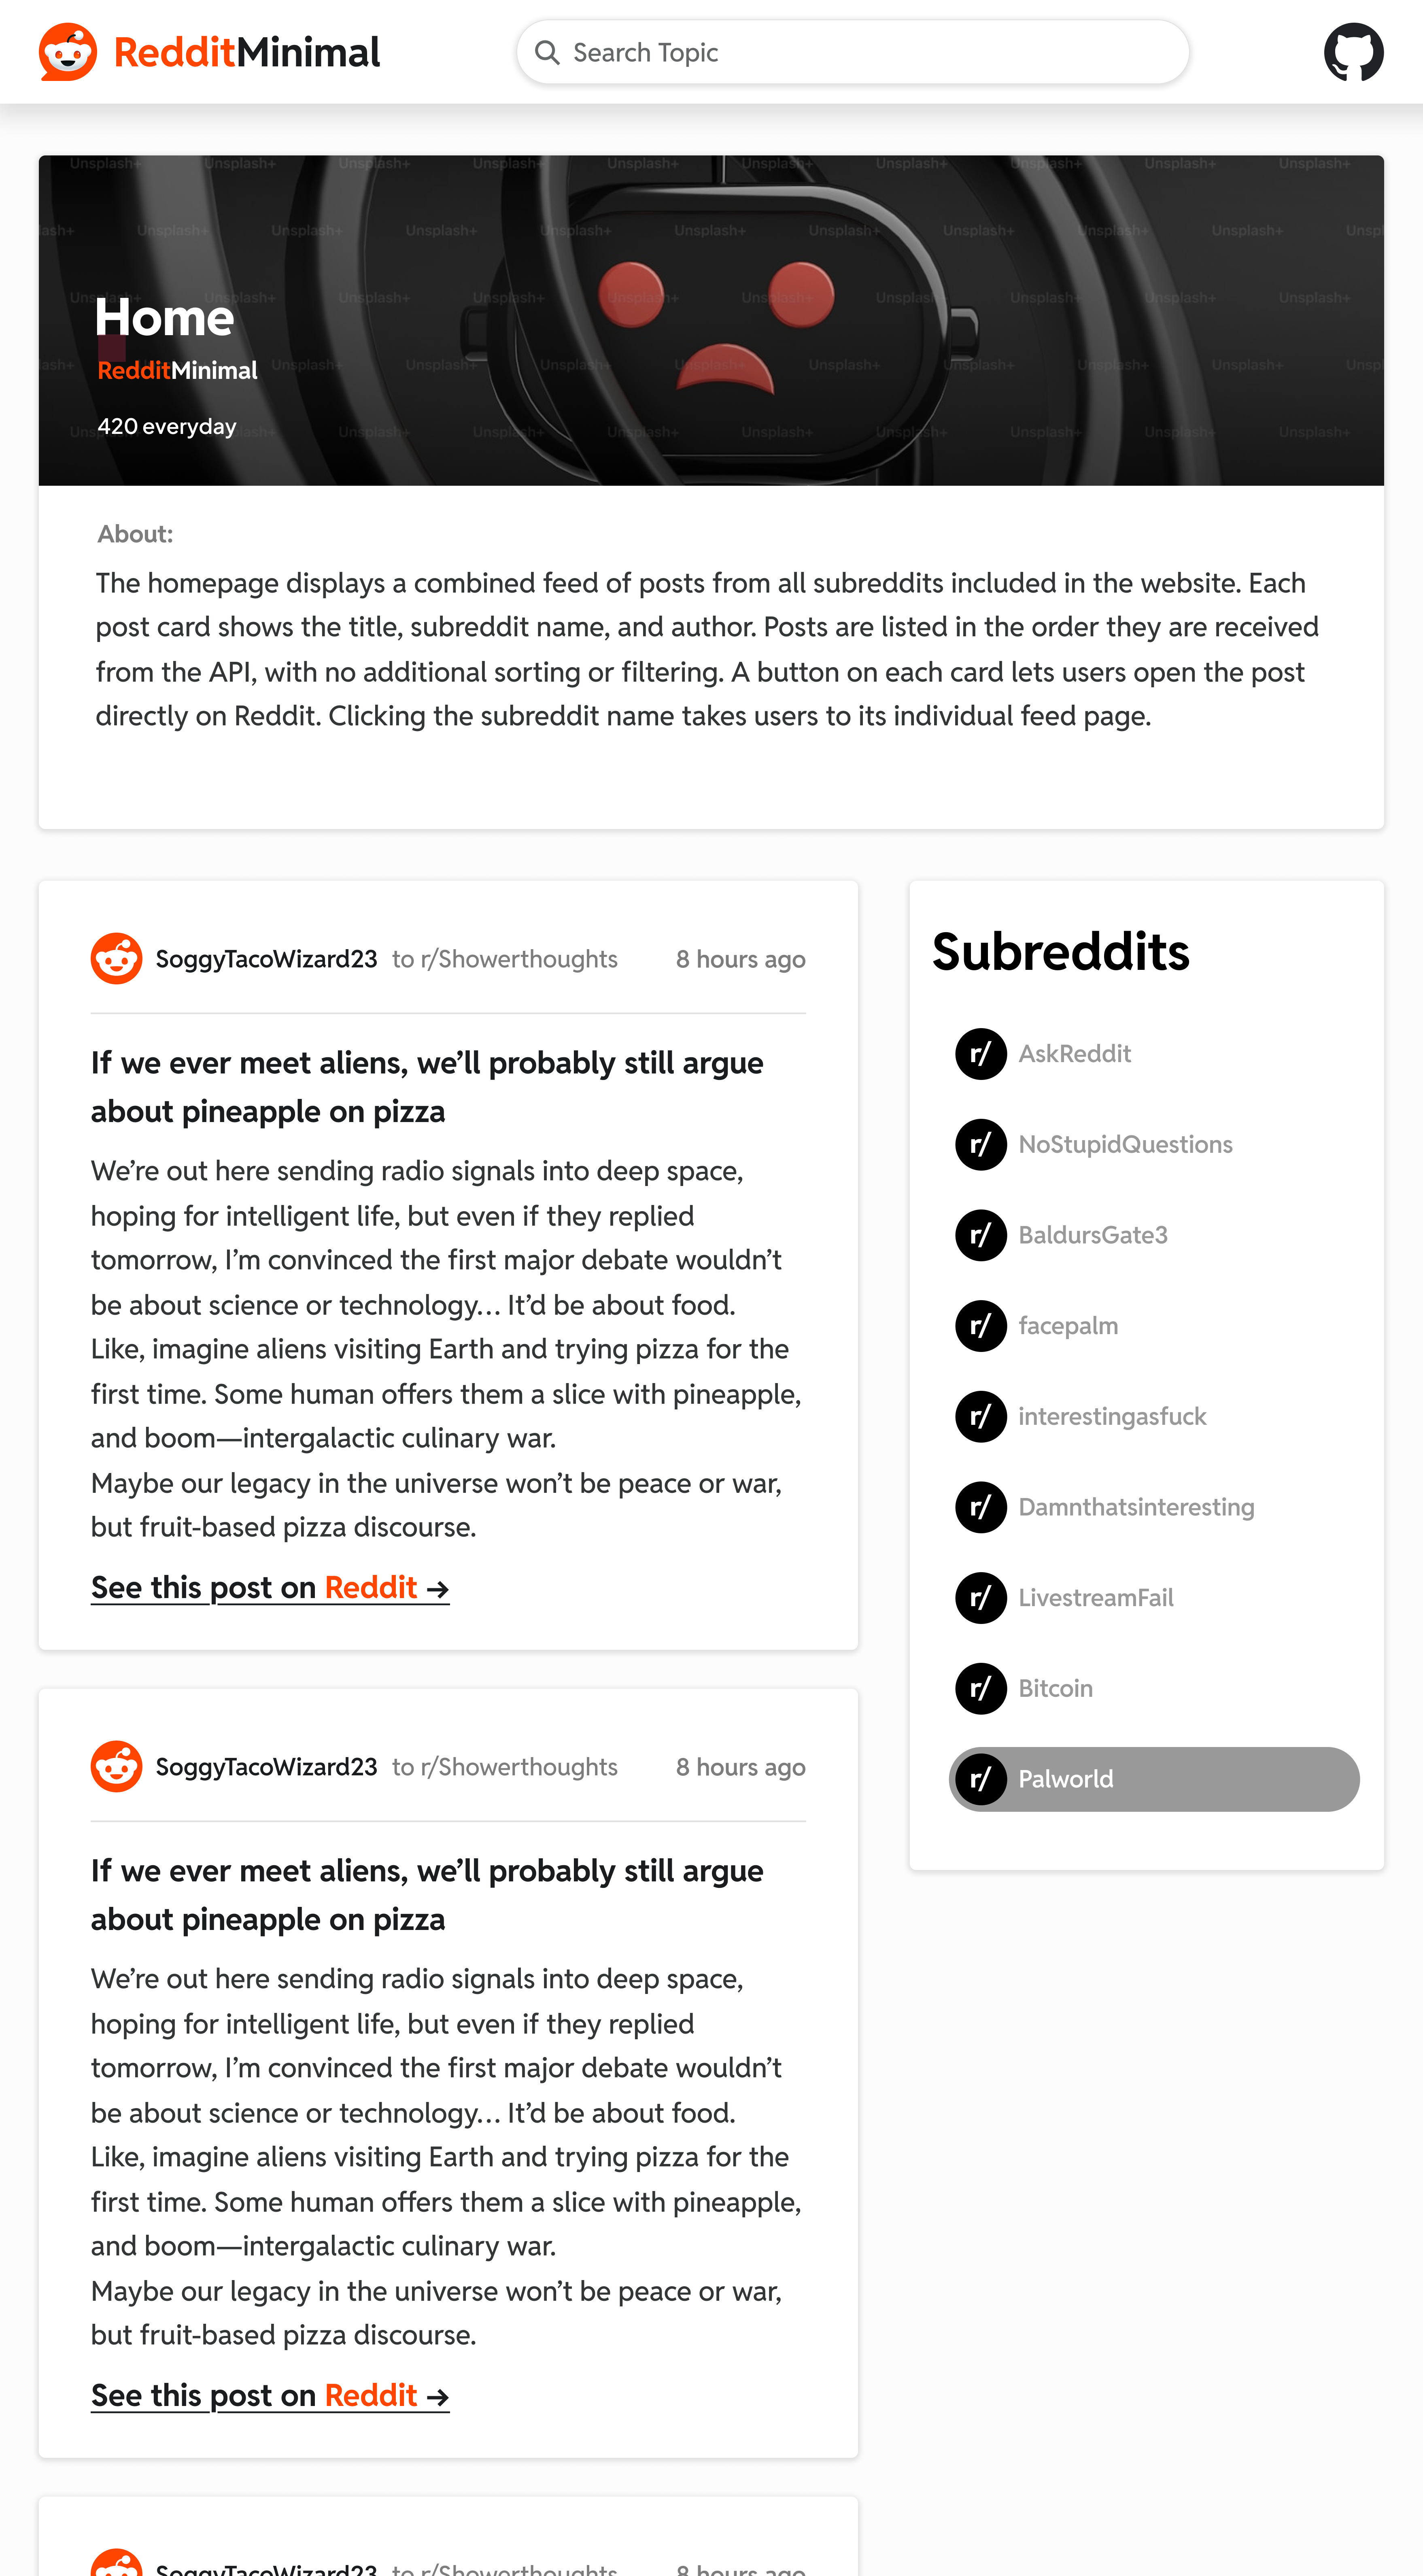 RedditMinimal
Search Topic
Unsplash+ Unsplash+ Unsplash+ Unsplash+ Unsplash+ Unsplash+ Unsplash+ Unsplash+ Unsplash+ Unsplash+
Home
RedditMinimal
420 everyday
About:
The homepage displays a combined feed of posts from all subreddits included in the website. Each
post card shows the title, subreddit name, and author. Posts are listed in the order they are received
from the API, with no additional sorting or filtering. A button on each card lets users open the post
directly on Reddit. Clicking the subreddit name takes users to its individual feed page.
SoggyTacoWizard23 to r/Showerthoughts 8 hours ago
If we ever meet aliens, we’ll probably still argue
about pineapple on pizza
We’re out here sending radio signals into deep space,
hoping for intelligent life, but even if they replied
tomorrow, I’m convinced the first major debate wouldn’t
be about science or technology… It’d be about food.
Like, imagine aliens visiting Earth and trying pizza for the
first time. Some human offers them a slice with pineapple,
and boom—intergalactic culinary war.
Maybe our legacy in the universe won’t be peace or war,
but fruit-based pizza discourse.
See this post on Reddit →
SoggyTacoWizard23 to r/Showerthoughts 8 hours ago
If we ever meet aliens, we’ll probably still argue
about pineapple on pizza
We’re out here sending radio signals into deep space,
hoping for intelligent life, but even if they replied
tomorrow, I’m convinced the first major debate wouldn’t
be about science or technology… It’d be about food.
Like, imagine aliens visiting Earth and trying pizza for the
first time. Some human offers them a slice with pineapple,
and boom—intergalactic culinary war.
Maybe our legacy in the universe won’t be peace or war,
but fruit-based pizza discourse.
See this post on Reddit →
SoggyTacoWizard23 to r/Showerthoughts 8 hours ago
Subreddits
r/ AskReddit
r/ NoStupidQuestions
r/ BaldursGate3
r/ facepalm
r/ interestingasfuck
r/ Damnthatsinteresting
r/ LivestreamFail
r/ Bitcoin
r/ Palworld